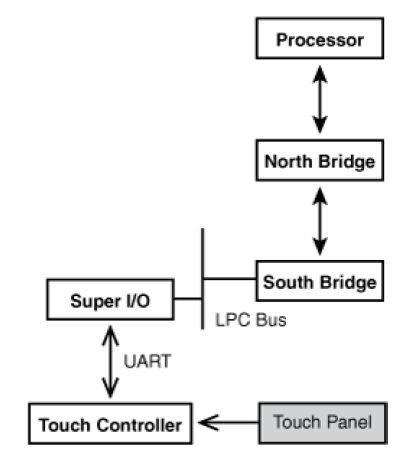 Processor
North Bridge
South Bridge
Super I/O
LPC Bus
UART
Touch Controller
Touch Panel